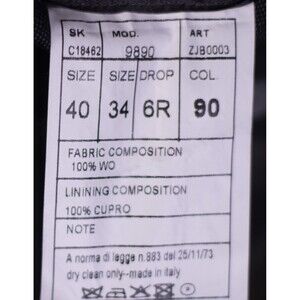 SK MOD. ART
C18462 9890 ZJB0003
SIZE SIZE DROP COL.
40 34 6R 90
FABRIC COMPOSITION
100% WO
LINING COMPOSITION
100% CUPRO
NOTE
A norma di legge n.883 del 25/11/73
dry clean only--made in italy